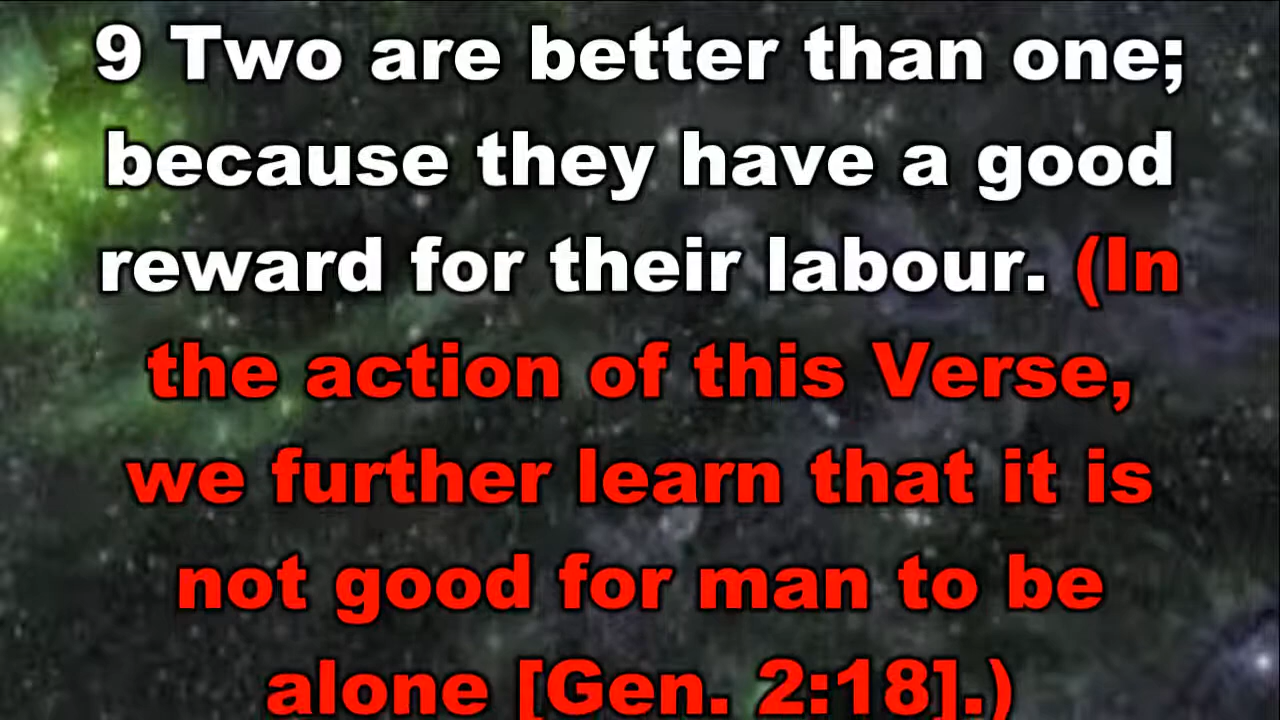 9 Two are better than one;
because they have a good
reward for their labour. (In
the action of this Verse,
we further learn that it is
not good for man to be
alone [Gen. 2:18].)